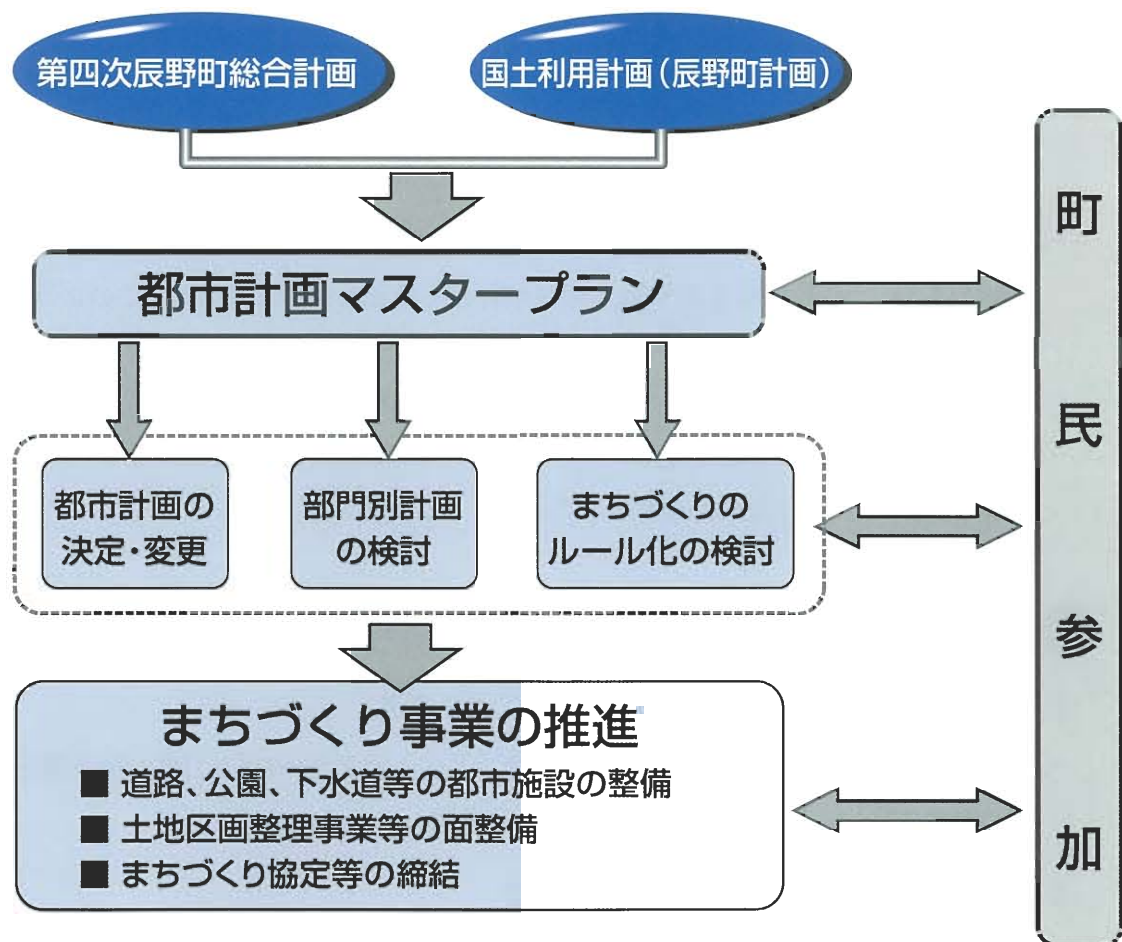 第四次辰野町総合計画
国土利用計画(辰野町計画)
都市計画マスタープラン
都市計画の
決定・変更
部門別計画
の検討
まちづくりの
ルール化の検討
まちづくり事業の推進
■ 道路、公園、下水道等の都市施設の整備
■ 土地区画整理事業等の面整備
■ まちづくり協定等の締結
町民参加